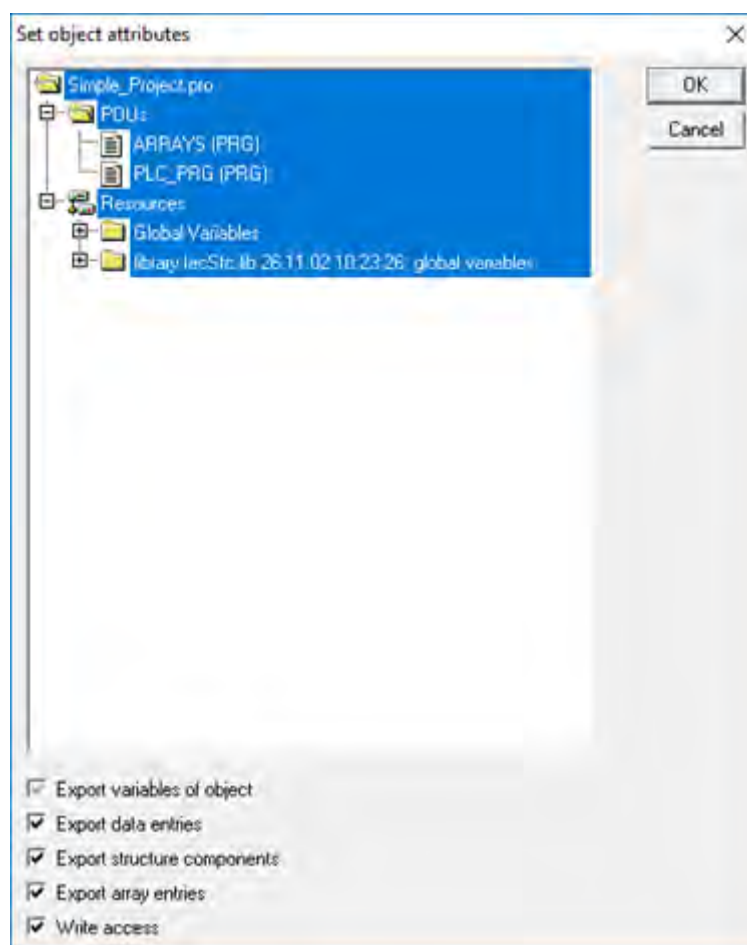 Set object attributes
Simple_Project.pro
OK
POUs
Cancel
ARRAYS (PRG)
PLC_PRG (PRG)
Resources
Global Variables
library IecSfc.lib 26.11.02 10:23:26: global variables
Export variables of object
Export data entries
Export structure components
Export array entries
Write access